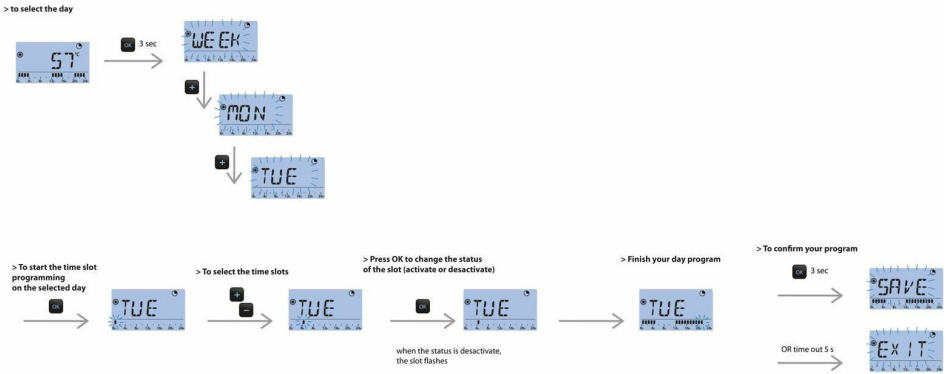 > to select the day
57°C
OK 3 sec
WEEK
+
MON
+
TUE
> To start the time slot
programming
on the selected day
OK
TUE
> To select the time slots
+
−
TUE
> Press OK to change the status
of the slot (activate or desactivate)
OK
TUE
when the status is desactivate,
the slot flashes
> Finish your day program
TUE
> To confirm your program
OK 3 sec
SAVE
OR time out 5 s
EXIT